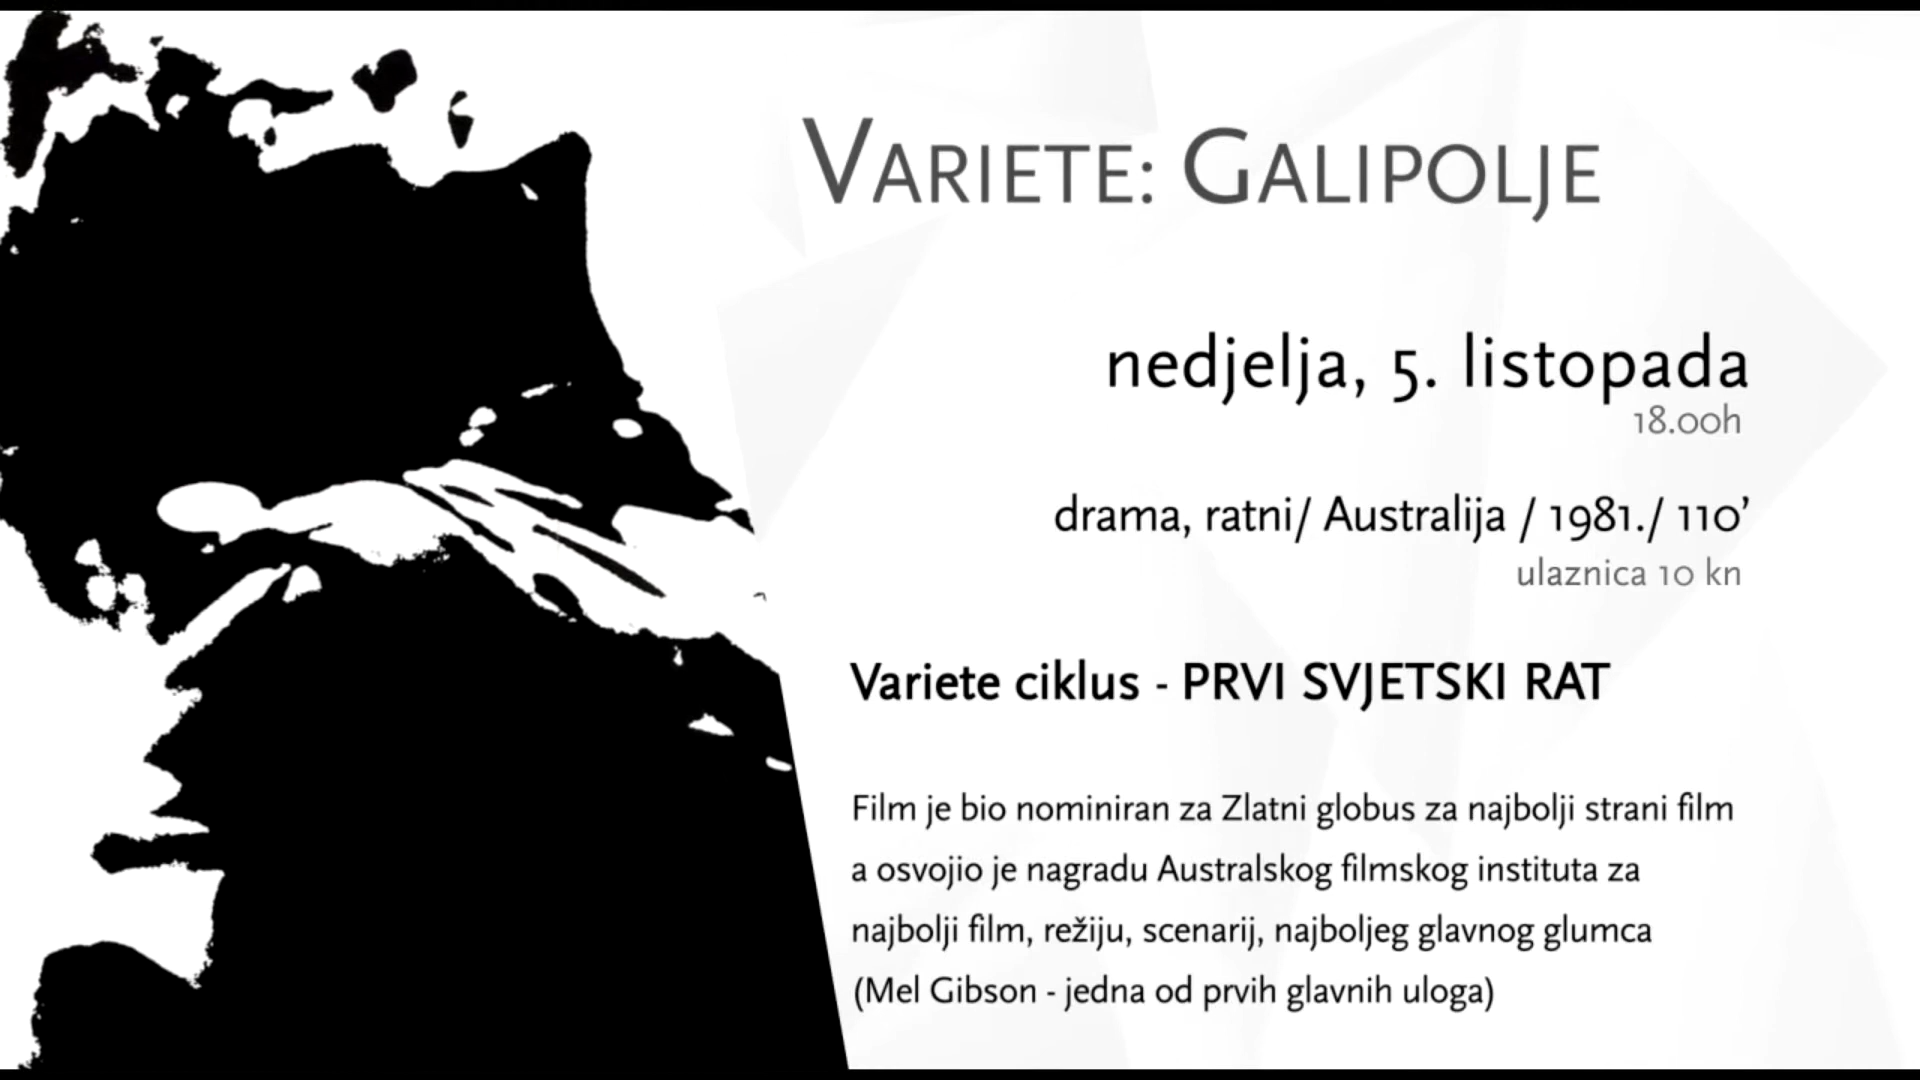 VARIETE: GALIPOLJE
nedjelja, 5. listopada
18.00h
drama, ratni/ Australija / 1981./ 110’
ulaznica 10 kn
Variete ciklus - PRVI SVJETSKI RAT
Film je bio nominiran za Zlatni globus za najbolji strani film
a osvojio je nagradu Australskog filmskog instituta za
najbolji film, režiju, scenarij, najboljeg glavnog glumca
(Mel Gibson - jedna od prvih glavnih uloga)